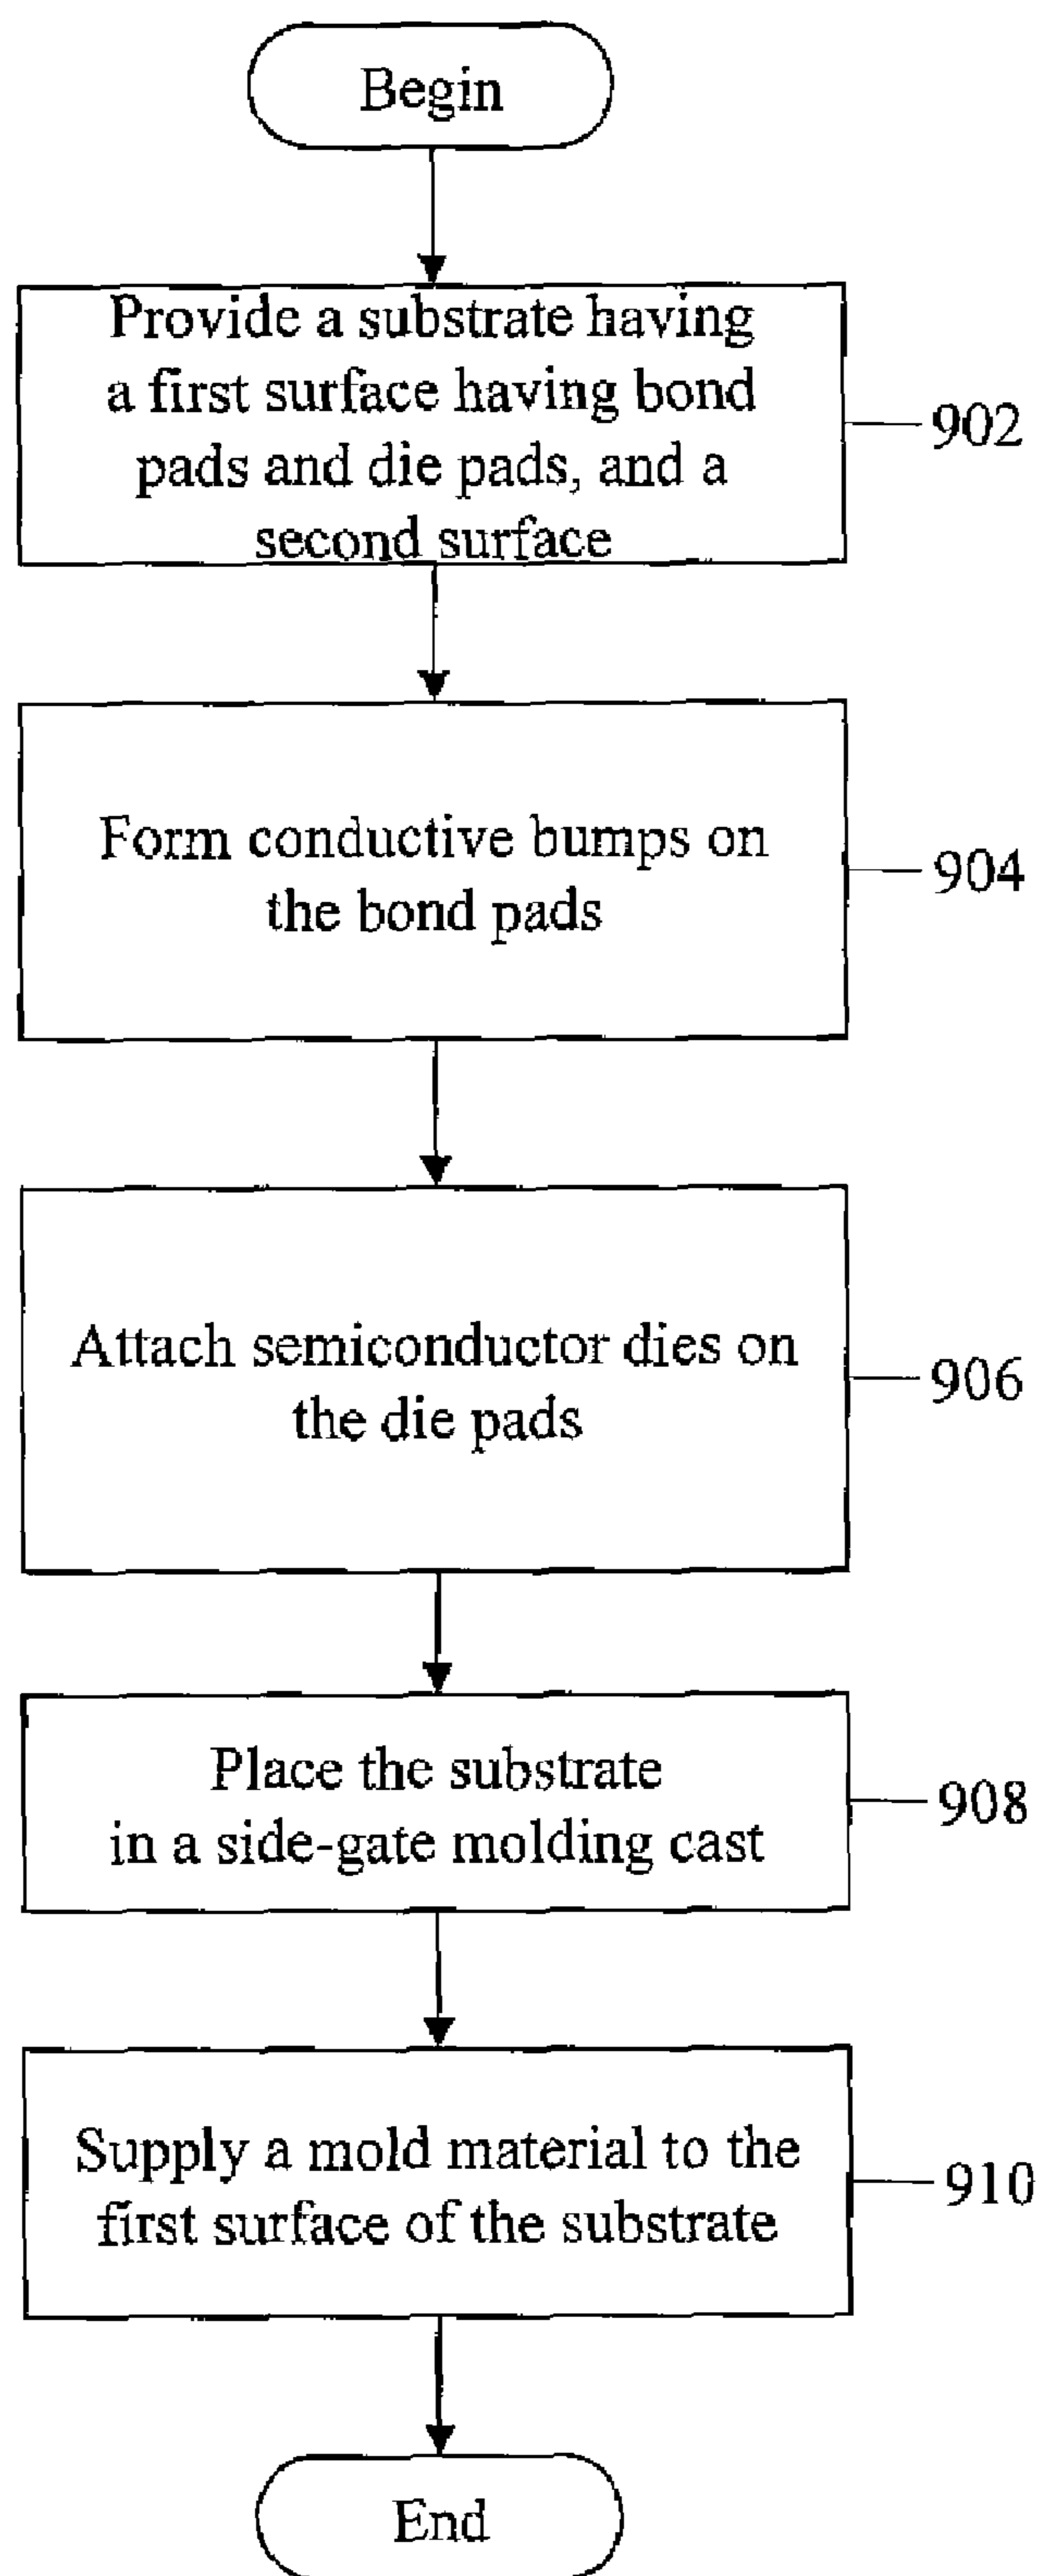 Begin
Provide a substrate having
a first surface having bond
pads and die pads, and a
second surface
902
Form conductive bumps on
the bond pads
904
Attach semiconductor dies on
the die pads
906
Place the substrate
in a side-gate molding cast
908
Supply a mold material to the
first surface of the substrate
910
End